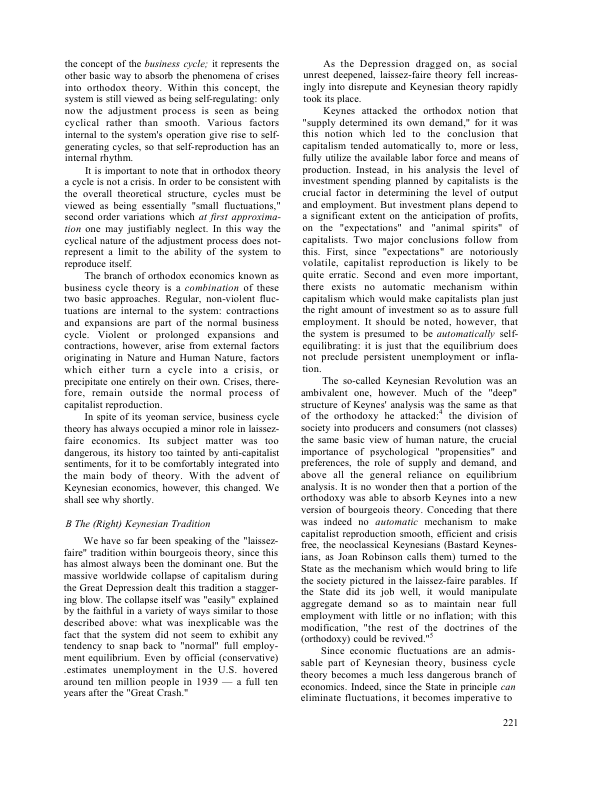 the concept of the business cycle; it represents the
other basic way to absorb the phenomena of crises
into orthodox theory. Within this concept, the
system is still viewed as being self-regulating: only
now the adjustment process is seen as being
cyclical rather than smooth. Various factors
internal to the system's operation give rise to self-
generating cycles, so that self-reproduction has an
internal rhythm.
It is important to note that in orthodox theory
a cycle is not a crisis. In order to be consistent with
the overall theoretical structure, cycles must be
viewed as being essentially "small fluctuations,"
second order variations which at first approxima-
tion one may justifiably neglect. In this way the
cyclical nature of the adjustment process does not-
represent a limit to the ability of the system to
reproduce itself.
The branch of orthodox economics known as
business cycle theory is a combination of these
two basic approaches. Regular, non-violent fluc-
tuations are internal to the system: contractions
and expansions are part of the normal business
cycle. Violent or prolonged expansions and
contractions, however, arise from external factors
originating in Nature and Human Nature, factors
which either turn a cycle into a crisis, or
precipitate one entirely on their own. Crises, there-
fore, remain outside the normal process of
capitalist reproduction.
In spite of its yeoman service, business cycle
theory has always occupied a minor role in laissez-
faire economics. Its subject matter was too
dangerous, its history too tainted by anti-capitalist
sentiments, for it to be comfortably integrated into
the main body of theory. With the advent of
Keynesian economics, however, this changed. We
shall see why shortly.
B The (Right) Keynesian Tradition
We have so far been speaking of the "laissez-
faire" tradition within bourgeois theory, since this
has almost always been the dominant one. But the
massive worldwide collapse of capitalism during
the Great Depression dealt this tradition a stagger-
ing blow. The collapse itself was "easily" explained
by the faithful in a variety of ways similar to those
described above: what was inexplicable was the
fact that the system did not seem to exhibit any
tendency to snap back to "normal" full employ-
ment equilibrium. Even by official (conservative)
.estimates unemployment in the U.S. hovered
around ten million people in 1939 — a full ten
years after the "Great Crash."
As the Depression dragged on, as social
unrest deepened, laissez-faire theory fell increas-
ingly into disrepute and Keynesian theory rapidly
took its place.
Keynes attacked the orthodox notion that
"supply determined its own demand," for it was
this notion which led to the conclusion that
capitalism tended automatically to, more or less,
fully utilize the available labor force and means of
production. Instead, in his analysis the level of
investment spending planned by capitalists is the
crucial factor in determining the level of output
and employment. But investment plans depend to
a significant extent on the anticipation of profits,
on the "expectations" and "animal spirits" of
capitalists. Two major conclusions follow from
this. First, since "expectations" are notoriously
volatile, capitalist reproduction is likely to be
quite erratic. Second and even more important,
there exists no automatic mechanism within
capitalism which would make capitalists plan just
the right amount of investment so as to assure full
employment. It should be noted, however, that
the system is presumed to be automatically self-
equilibrating: it is just that the equilibrium does
not preclude persistent unemployment or infla-
tion.
The so-called Keynesian Revolution was an
ambivalent one, however. Much of the "deep"
structure of Keynes' analysis was the same as that
of the orthodoxy he attacked:4 the division of
society into producers and consumers (not classes)
the same basic view of human nature, the crucial
importance of psychological "propensities" and
preferences, the role of supply and demand, and
above all the general reliance on equilibrium
analysis. It is no wonder then that a portion of the
orthodoxy was able to absorb Keynes into a new
version of bourgeois theory. Conceding that there
was indeed no automatic mechanism to make
capitalist reproduction smooth, efficient and crisis
free, the neoclassical Keynesians (Bastard Keynes-
ians, as Joan Robinson calls them) turned to the
State as the mechanism which would bring to life
the society pictured in the laissez-faire parables. If
the State did its job well, it would manipulate
aggregate demand so as to maintain near full
employment with little or no inflation; with this
modification, "the rest of the doctrines of the
(orthodoxy) could be revived."5
Since economic fluctuations are an admis-
sable part of Keynesian theory, business cycle
theory becomes a much less dangerous branch of
economics. Indeed, since the State in principle can
eliminate fluctuations, it becomes imperative to
221